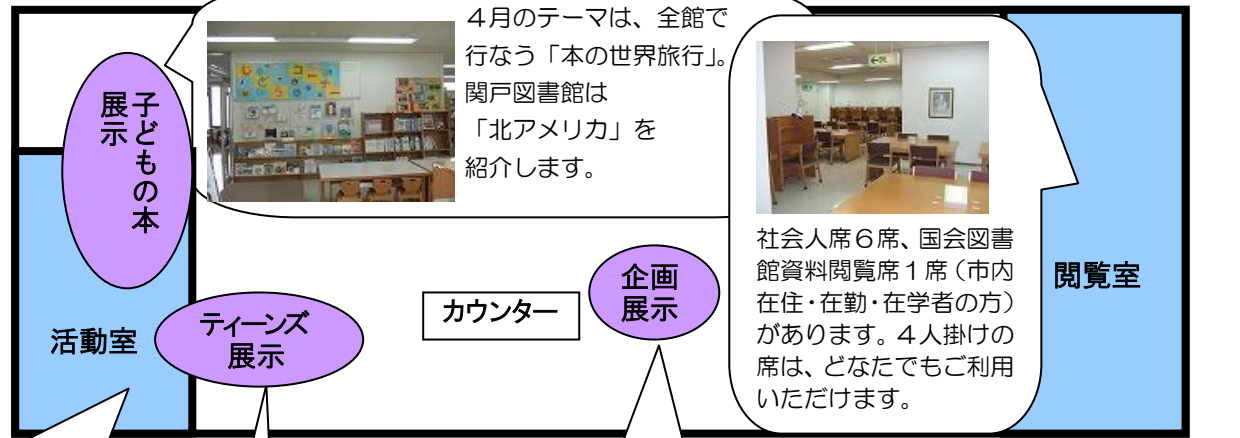 ４月のテーマは、全館で
行なう「本の世界旅行」。
関戸図書館は
「北アメリカ」を
紹介します。
子どもの本
展示
社会人席６席、国会図書
館資料閲覧席１席（市内
在住・在勤・在学者の方）
があります。４人掛けの
席は、どなたでもご利用
いただけます。
閲覧室
企画
展示
カウンター
ティーンズ
展示
活動室